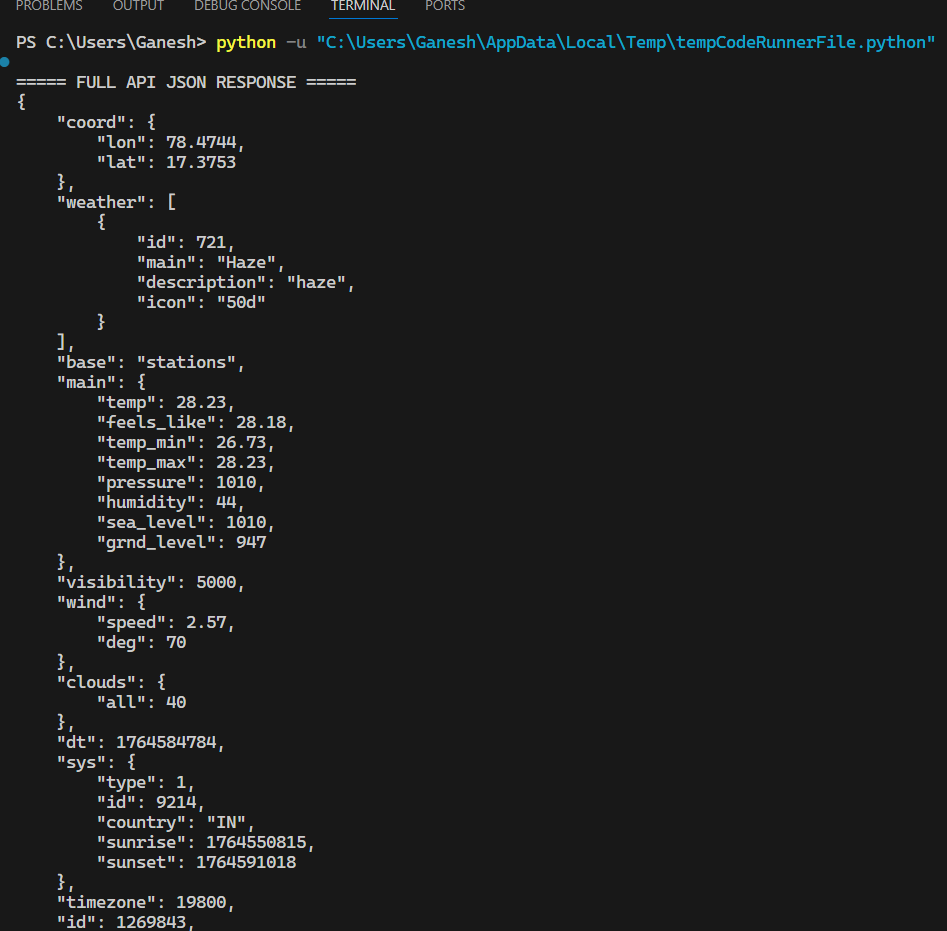 PROBLEMS OUTPUT DEBUG CONSOLE TERMINAL PORTS
PS C:\Users\Ganesh> python -u "C:\Users\Ganesh\AppData\Local\Temp\tempCodeRunnerFile.python"
===== FULL API JSON RESPONSE =====
{
    "coord": {
        "lon": 78.4744,
        "lat": 17.3753
    },
    "weather": [
        {
            "id": 721,
            "main": "Haze",
            "description": "haze",
            "icon": "50d"
        }
    ],
    "base": "stations",
    "main": {
        "temp": 28.23,
        "feels_like": 28.18,
        "temp_min": 26.73,
        "temp_max": 28.23,
        "pressure": 1010,
        "humidity": 44,
        "sea_level": 1010,
        "grnd_level": 947
    },
    "visibility": 5000,
    "wind": {
        "speed": 2.57,
        "deg": 70
    },
    "clouds": {
        "all": 40
    },
    "dt": 1764584784,
    "sys": {
        "type": 1,
        "id": 9214,
        "country": "IN",
        "sunrise": 1764550815,
        "sunset": 1764591018
    },
    "timezone": 19800,
    "id": 1269843,